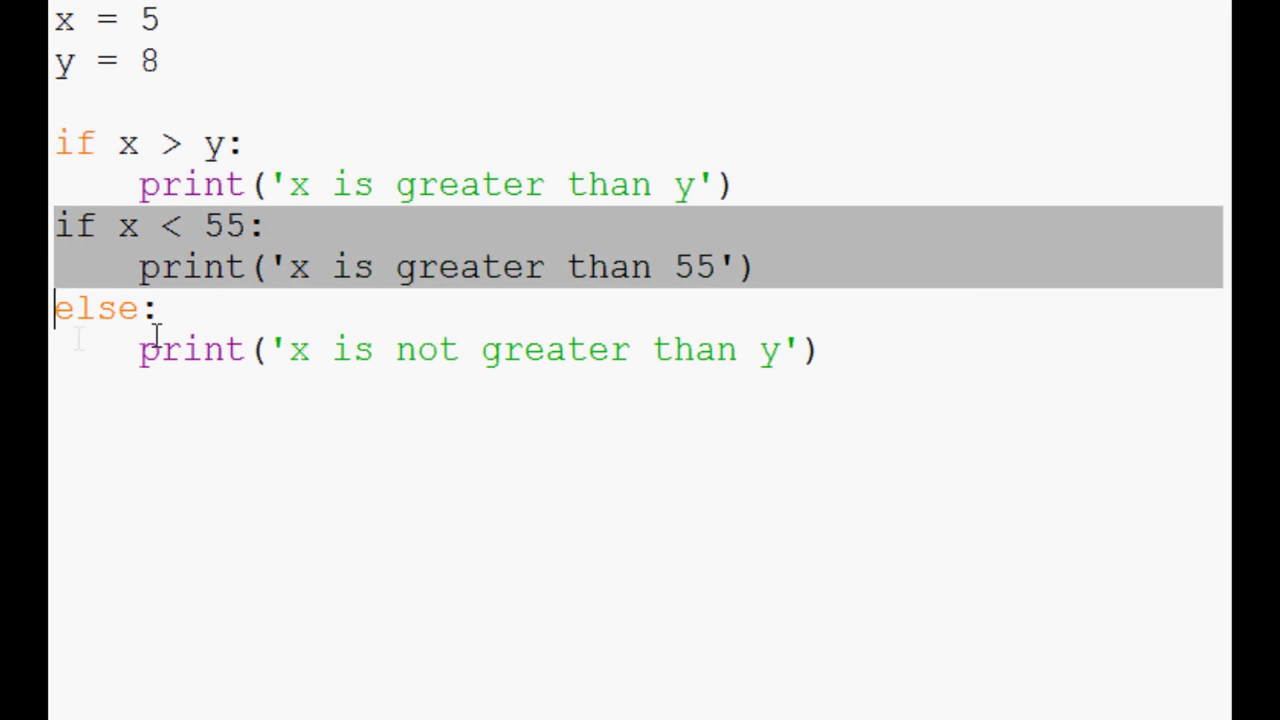 x = 5
y = 8
if x > y:
    print('x is greater than y')
if x < 55:
    print('x is greater than 55')
else:
    print('x is not greater than y')